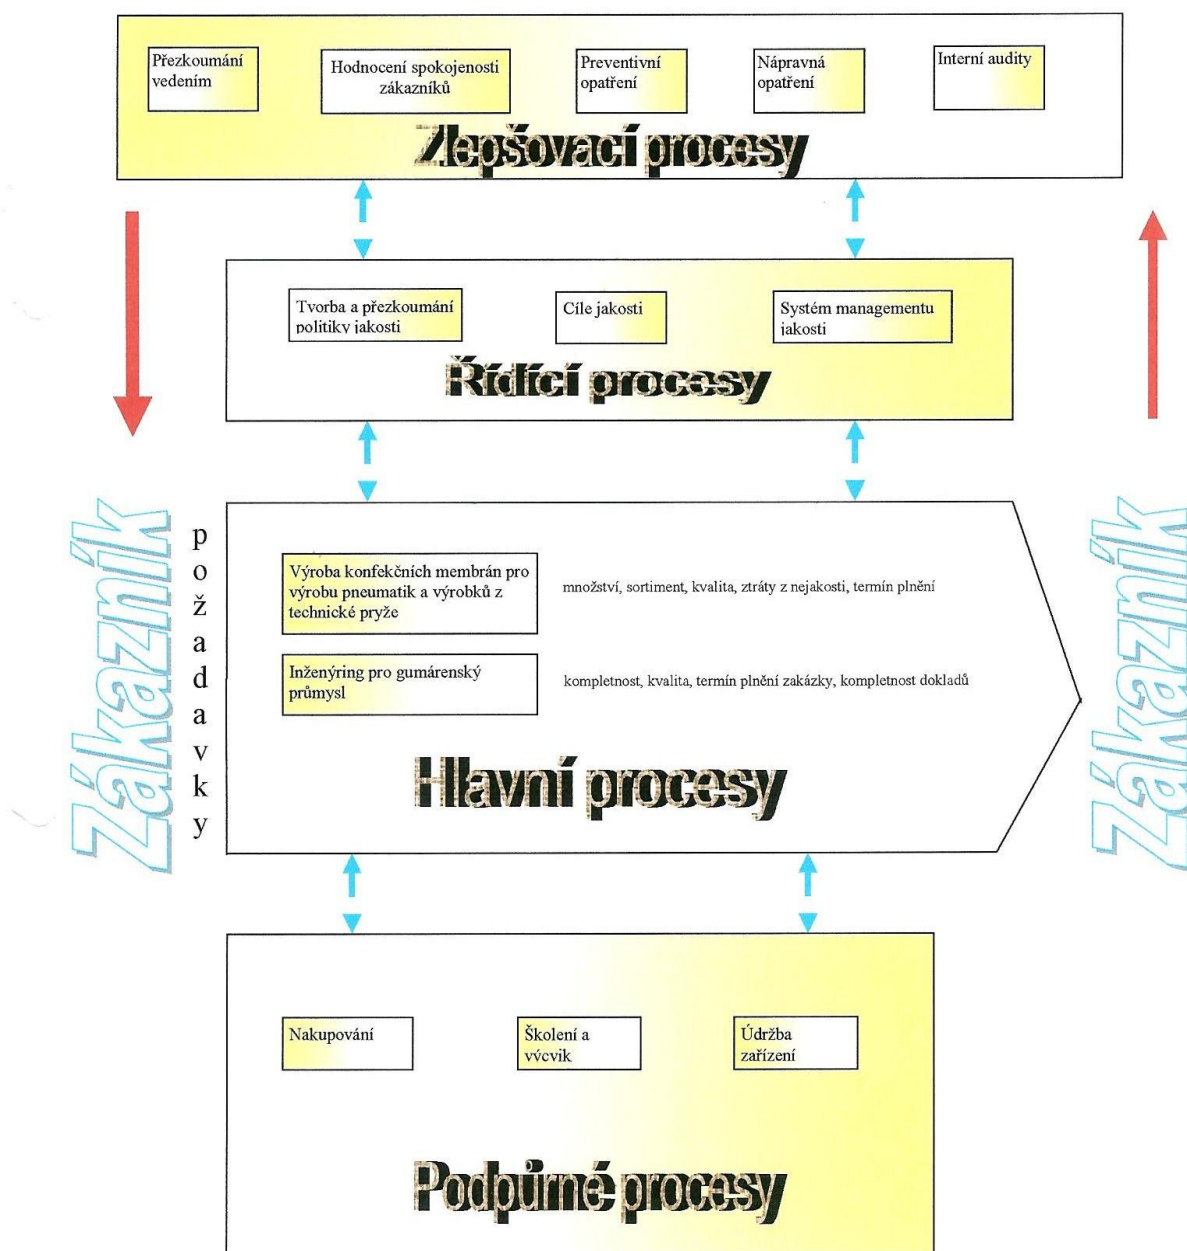 Přezkoumání
vedením
Hodnocení spokojenosti
zákazníků
Preventivní
opatření
Nápravná
opatření
Interní audity
Zlepšovací procesy
Tvorba a přezkoumání
politiky jakosti
Cíle jakosti
Systém managementu
jakosti
Řídící procesy
Zákazník
požadavky
Výroba konfekčních membrán pro
výrobu pneumatik a výrobků z
technické pryže
množství, sortiment, kvalita, ztráty z nejakosti, termín plnění
Inženýring pro gumárenský
průmysl
kompletnost, kvalita, termín plnění zakázky, kompletnost dokladů
Hlavní procesy
Zákazník
Nakupování
Školení a
výcvik
Údržba
zařízení
Podpůrné procesy